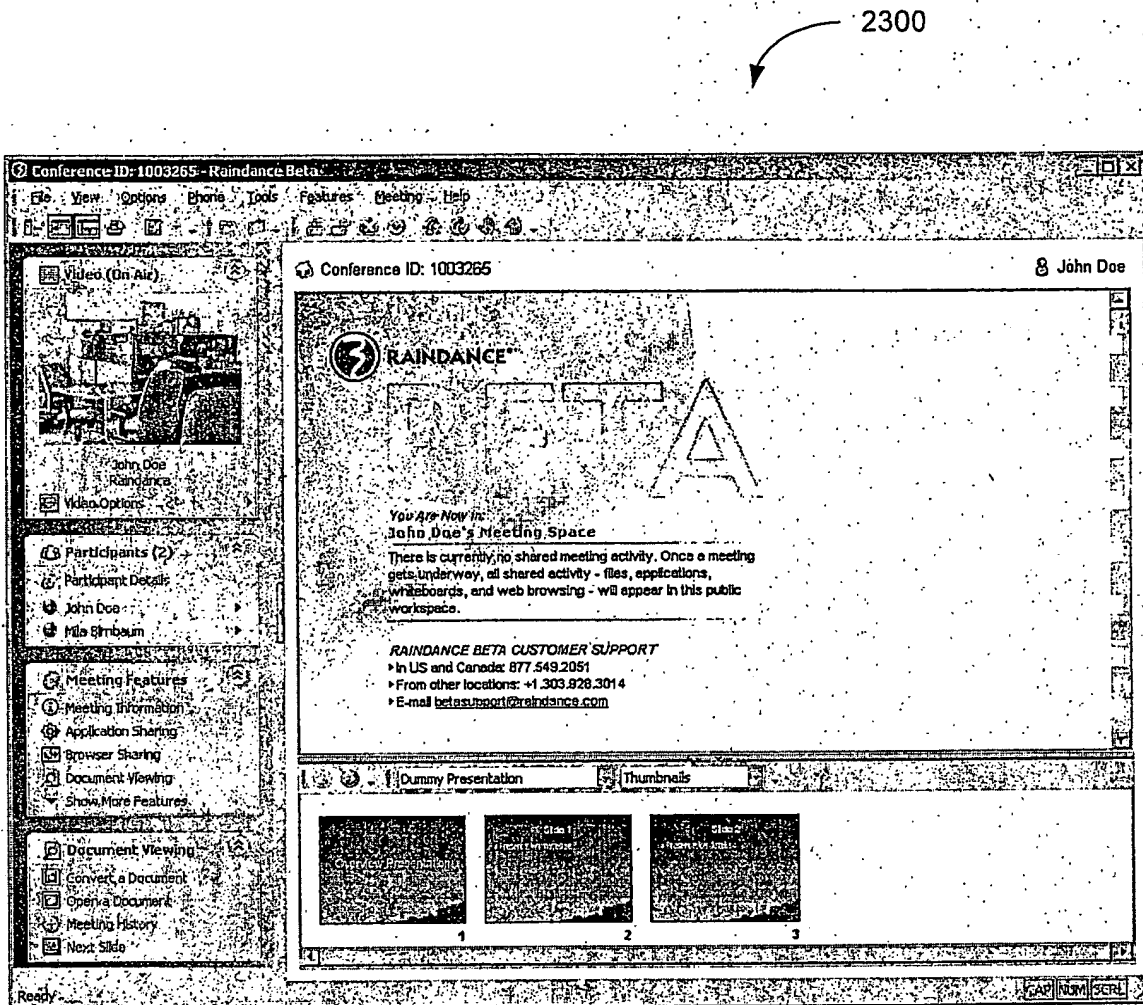 2300
Conference ID: 1003265 - Raindance Beta
File View Options Phone Tools Features Meeting Help
Video (On Air)
John Doe
Raindance
Video Options
Participants (2)
Participant Details
John Doe
Mila Birnbaum
Meeting Features
Meeting Information
Application Sharing
Browser Sharing
Document Viewing
Show More Features
Document Viewing
Convert a Document
Open a Document
Meeting History
Next Slide
Ready
Conference ID: 1003265
John Doe
RAINDANCE
You Are Now in:
John Doe's Meeting Space
There is currently no shared meeting activity. Once a meeting
gets underway, all shared activity - files, applications,
whiteboards, and web browsing - will appear in this public
workspace.
RAINDANCE BETA CUSTOMER SUPPORT
In US and Canada: 877.549.2051
From other locations: +1.303.928.3014
E-mail betasupport@raindance.com
Dummy Presentation
Thumbnails
Slide 1
Slide 2
1
2
3
CAP NUM SCRL